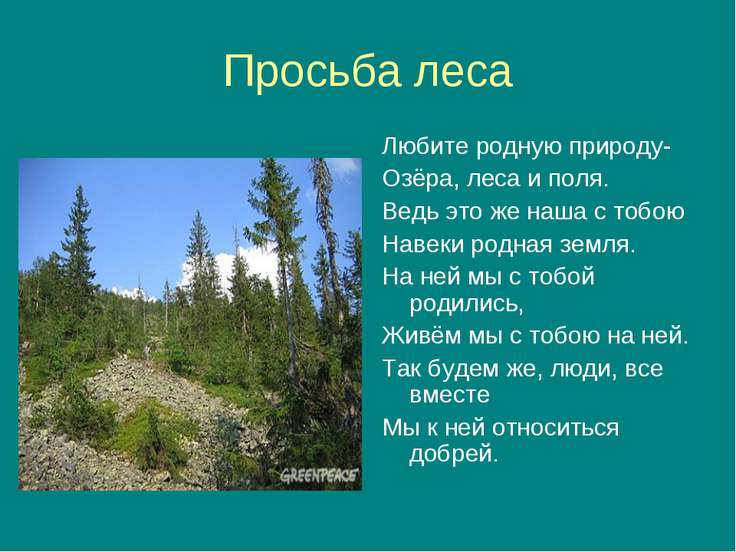 Просьба леса
Любите родную природу-
Озёра, леса и поля.
Ведь это же наша с тобою
Навеки родная земля.
На ней мы с тобой
родились,
Живём мы с тобою на ней.
Так будем же, люди, все
вместе
Мы к ней относиться
добрей.
GREENPEACE